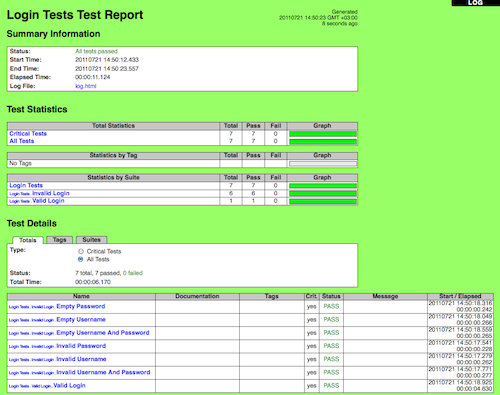 LOG
Login Tests Test Report
Generated
20110721 14:50:23 GMT +03:00
8 seconds ago
Summary Information
Status: All tests passed
Start Time: 20110721 14:50:12.433
End Time: 20110721 14:50:23.557
Elapsed Time: 00:00:11.124
Log File: log.html
Test Statistics
Total Statistics Total Pass Fail Graph
Critical Tests 7 7 0
All Tests 7 7 0
Statistics by Tag Total Pass Fail Graph
No Tags
Statistics by Suite Total Pass Fail Graph
Login Tests 7 7 0
Login Tests . Invalid Login 6 6 0
Login Tests . Valid Login 1 1 0
Test Details
Totals Tags Suites
Type: Critical Tests
All Tests
Status: 7 total, 7 passed, 0 failed
Total Time: 00:00:06.170
Name Documentation Tags Crit. Status Message Start / Elapsed
Login Tests . Invalid Login . Empty Password yes PASS 20110721 14:50:18.316
00:00:00.242
Login Tests . Invalid Login . Empty Username yes PASS 20110721 14:50:18.049
00:00:00.266
Login Tests . Invalid Login . Empty Username And Password yes PASS 20110721 14:50:18.559
00:00:00.265
Login Tests . Invalid Login . Invalid Password yes PASS 20110721 14:50:17.541
00:00:00.228
Login Tests . Invalid Login . Invalid Username yes PASS 20110721 14:50:17.279
00:00:00.262
Login Tests . Invalid Login . Invalid Username And Password yes PASS 20110721 14:50:17.771
00:00:00.277
Login Tests . Valid Login . Valid Login yes PASS 20110721 14:50:18.925
00:00:04.630